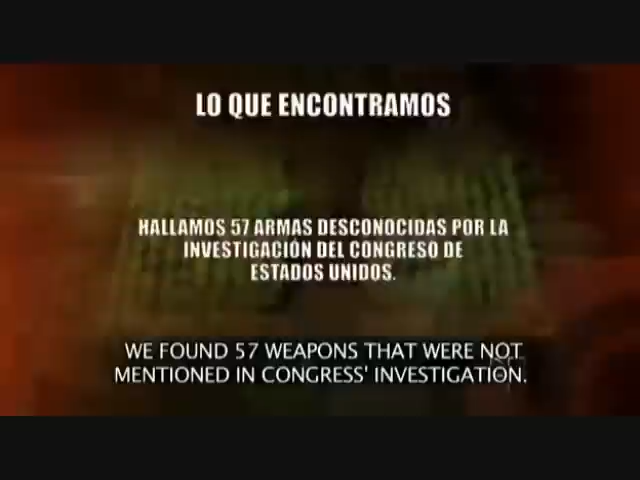 LO QUE ENCONTRAMOS
HALLAMOS 57 ARMAS DESCONOCIDAS POR LA
INVESTIGACIÓN DEL CONGRESO DE
ESTADOS UNIDOS.
WE FOUND 57 WEAPONS THAT WERE NOT
MENTIONED IN CONGRESS' INVESTIGATION.